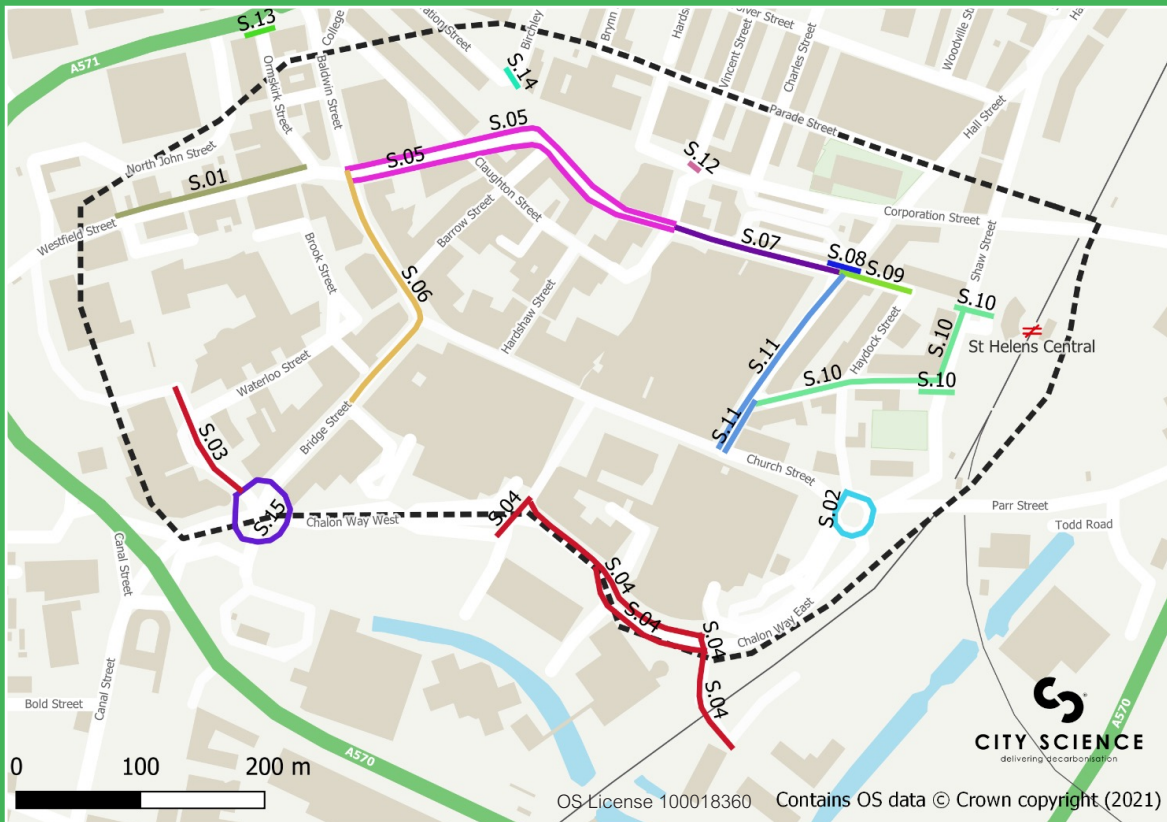 S.13
A571
College
Birchley
Brynn
Vincent Street
Charles Street
Hall Street
Ormskirk Street
Baldwin Street
S.14
Parade Street
S.05
S.05
North John Street
S.01
Claughton Street
S.12
Westfield Street
Barrow Street
Corporation Street
Brook Street
S.06
S.07
S.08
S.09
Shaw Street
Hardshaw Street
S.10
S.10
St Helens Central
Haydock Street
S.11
S.10
S.10
Waterloo Street
Bridge Street
S.11
S.03
Church Street
S.04
S.15
S.02
Parr Street
Chalon Way West
Todd Road
Canal Street
S.04
S.04
S.04
Chalon Way East
S.04
Canal Street
Bold Street
A570
A570
CITY SCIENCE
delivering decarbonisation
0 100 200 m
OS License 100018360
Contains OS data © Crown copyright (2021)